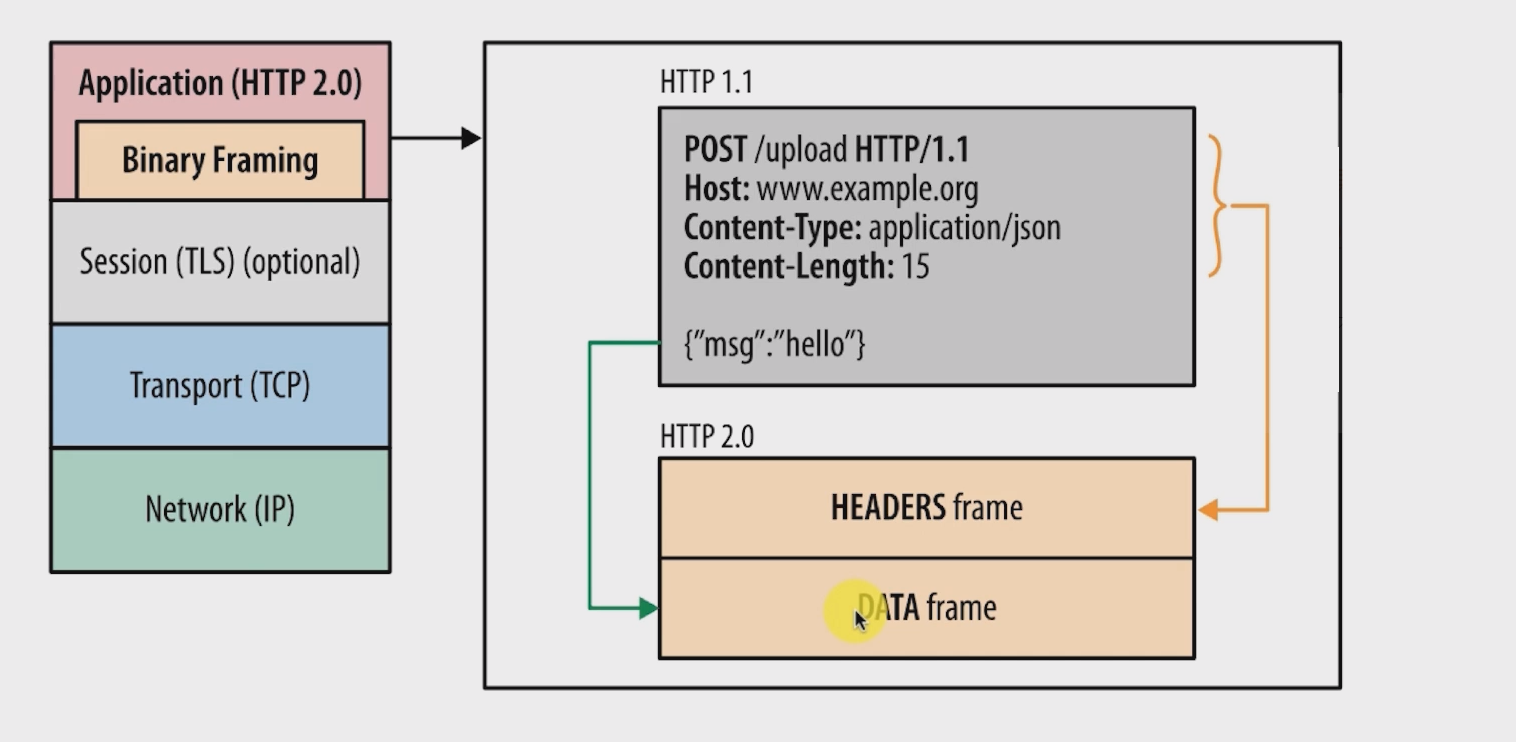 Application (HTTP 2.0)
Binary Framing
Session (TLS) (optional)
Transport (TCP)
Network (IP)
HTTP 1.1
POST /upload HTTP/1.1
Host: www.example.org
Content-Type: application/json
Content-Length: 15
{"msg":"hello"}
HTTP 2.0
HEADERS frame
DATA frame